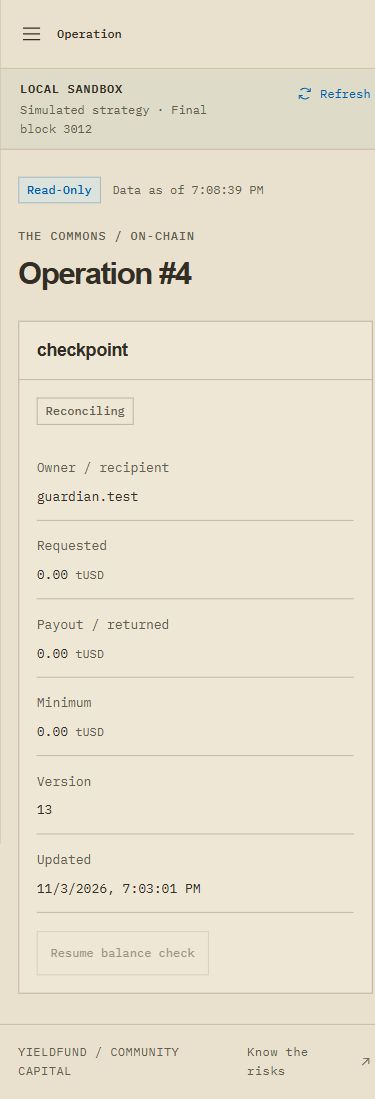 Operation
LOCAL SANDBOX
Simulated strategy · Final
block 3012
Refresh
Read-Only
Data as of 7:08:39 PM
THE COMMONS / ON-CHAIN
Operation #4
checkpoint
Reconciling
Owner / recipient
guardian.test
Requested
0.00 tUSD
Payout / returned
0.00 tUSD
Minimum
0.00 tUSD
Version
13
Updated
11/3/2026, 7:03:01 PM
Resume balance check
YIELDFUND / COMMUNITY
CAPITAL
Know the
risks ↗